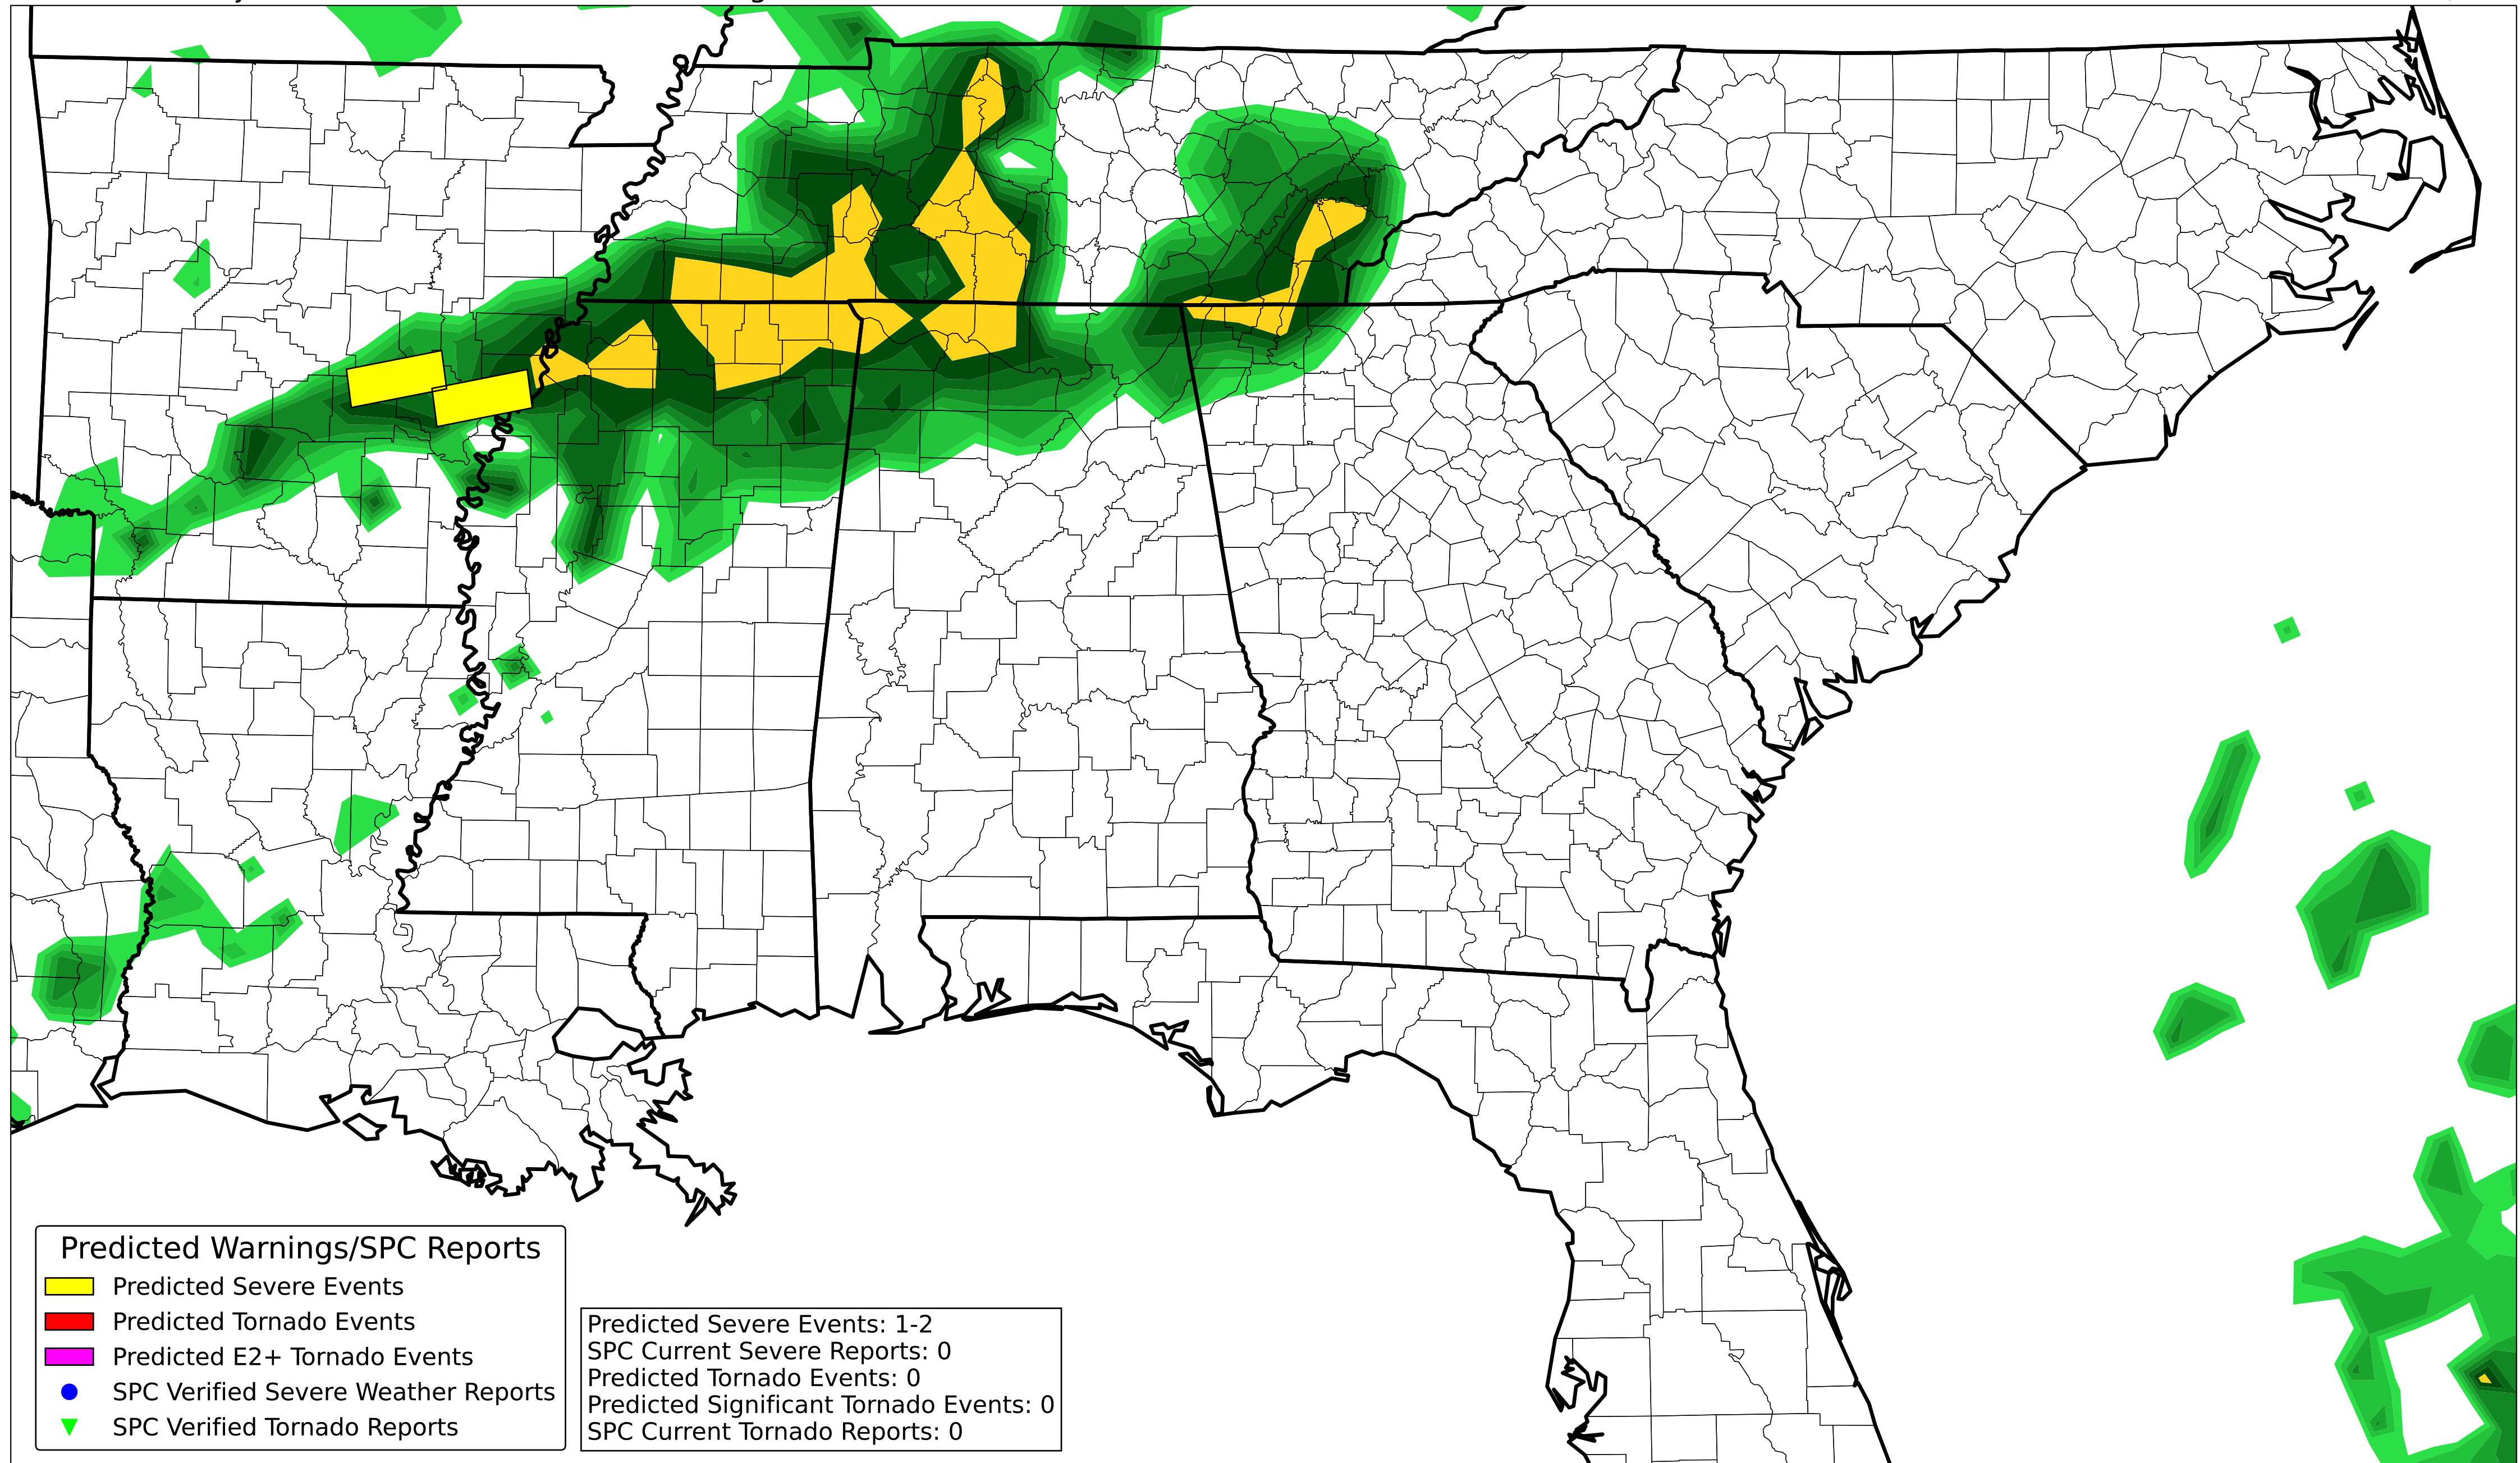 Predicted Warnings/SPC Reports
Predicted Severe Events
Predicted Tornado Events
Predicted E2+ Tornado Events
SPC Verified Severe Weather Reports
SPC Verified Tornado Reports
Predicted Severe Events: 1-2
SPC Current Severe Reports: 0
Predicted Tornado Events: 0
Predicted Significant Tornado Events: 0
SPC Current Tornado Reports: 0